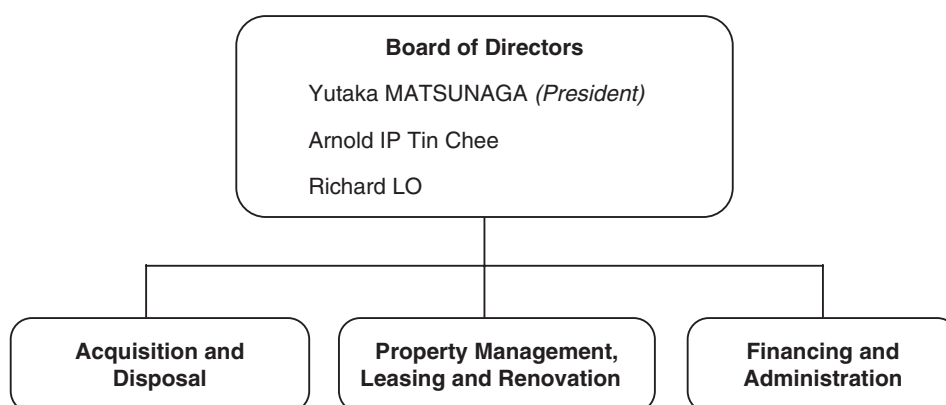 Board of Directors
Yutaka MATSUNAGA (President)
Arnold IP Tin Chee
Richard LO
Acquisition and
Disposal
Property Management,
Leasing and Renovation
Financing and
Administration